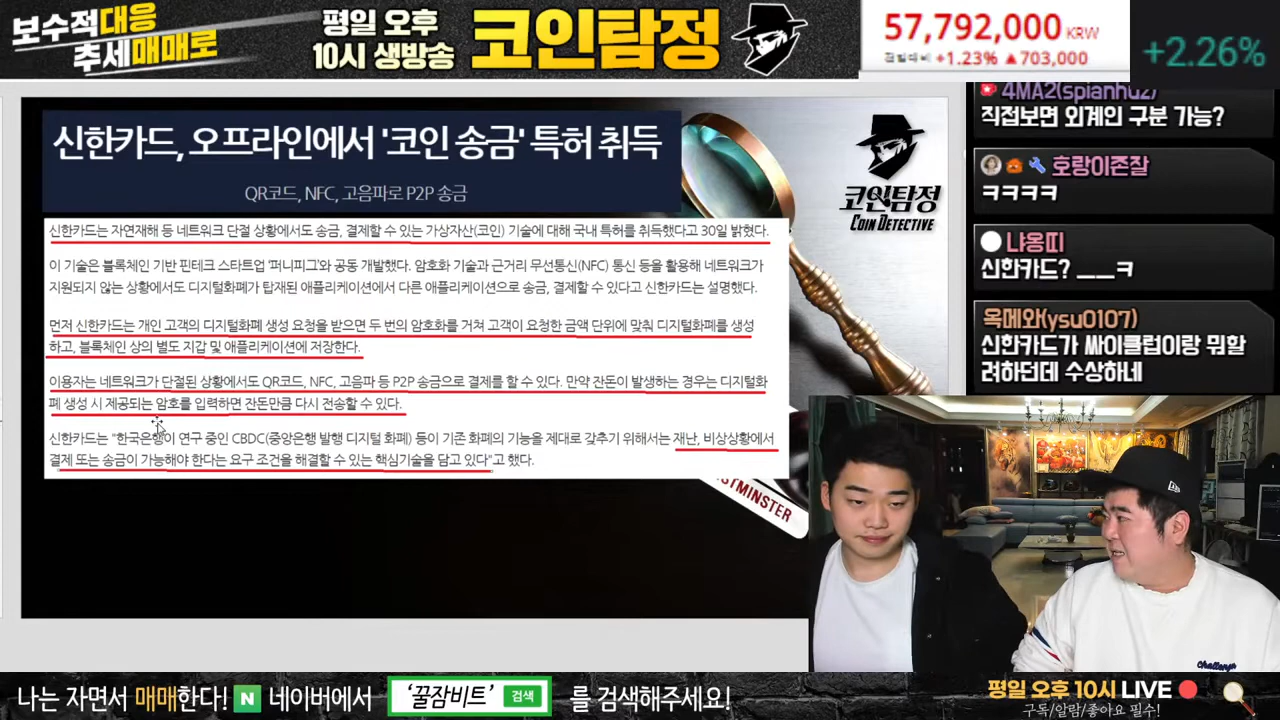 보수적대응
추세매매로
평일 오후
10시 생방송
코인탐정
57,792,000 KRW
전일대비 +1.23% ▲703,000
+2.26%
신한카드, 오프라인에서 '코인 송금' 특허 취득
QR코드, NFC, 고음파로 P2P 송금
신한카드는 자연재해 등 네트워크 단절 상황에서도 송금, 결제할 수 있는 가상자산(코인) 기술에 대해 국내 특허를 취득했다고 30일 밝혔다.
이 기술은 블록체인 기반 핀테크 스타트업 '퍼니피그'와 공동 개발했다. 암호화 기술과 근거리 무선통신(NFC) 통신 등을 활용해 네트워크가
지원되지 않는 상황에서도 디지털화폐가 탑재된 애플리케이션에서 다른 애플리케이션으로 송금, 결제할 수 있다고 신한카드는 설명했다.
먼저 신한카드는 개인 고객의 디지털화폐 생성 요청을 받으면 두 번의 암호화를 거쳐 고객이 요청한 금액 단위에 맞춰 디지털화폐를 생성
하고, 블록체인 상의 별도 지갑 및 애플리케이션에 저장한다.
이용자는 네트워크가 단절된 상황에서도 QR코드, NFC, 고음파 등 P2P 송금으로 결제를 할 수 있다. 만약 잔돈이 발생하는 경우는 디지털화
폐 생성 시 제공되는 암호를 입력하면 잔돈만큼 다시 전송할 수 있다.
신한카드는 "한국은행이 연구 중인 CBDC(중앙은행 발행 디지털 화폐) 등이 기존 화폐의 기능을 제대로 갖추기 위해서는 재난, 비상상황에서
결제 또는 송금이 가능해야 한다는 요구 조건을 해결할 수 있는 핵심기술을 담고 있다"고 했다.
코인탐정
COIN DETECTIVE
STMINSTER
4MA2(spianhu2)
직접보면 외계인 구분 가능?
호랑이존잘
ㅋㅋㅋㅋ
냐옹띠
신한카드? ㅡㅡㅋ
옥메와(ysu0107)
신한카드가 싸이클럽이랑 뭐할
려하던데 수상하네
Challenge
나는 자면서 매매한다! N 네이버에서 '꿀잠비트' 검색 를 검색해주세요!
평일 오후 10시 LIVE
구독/알람/좋아요 필수!